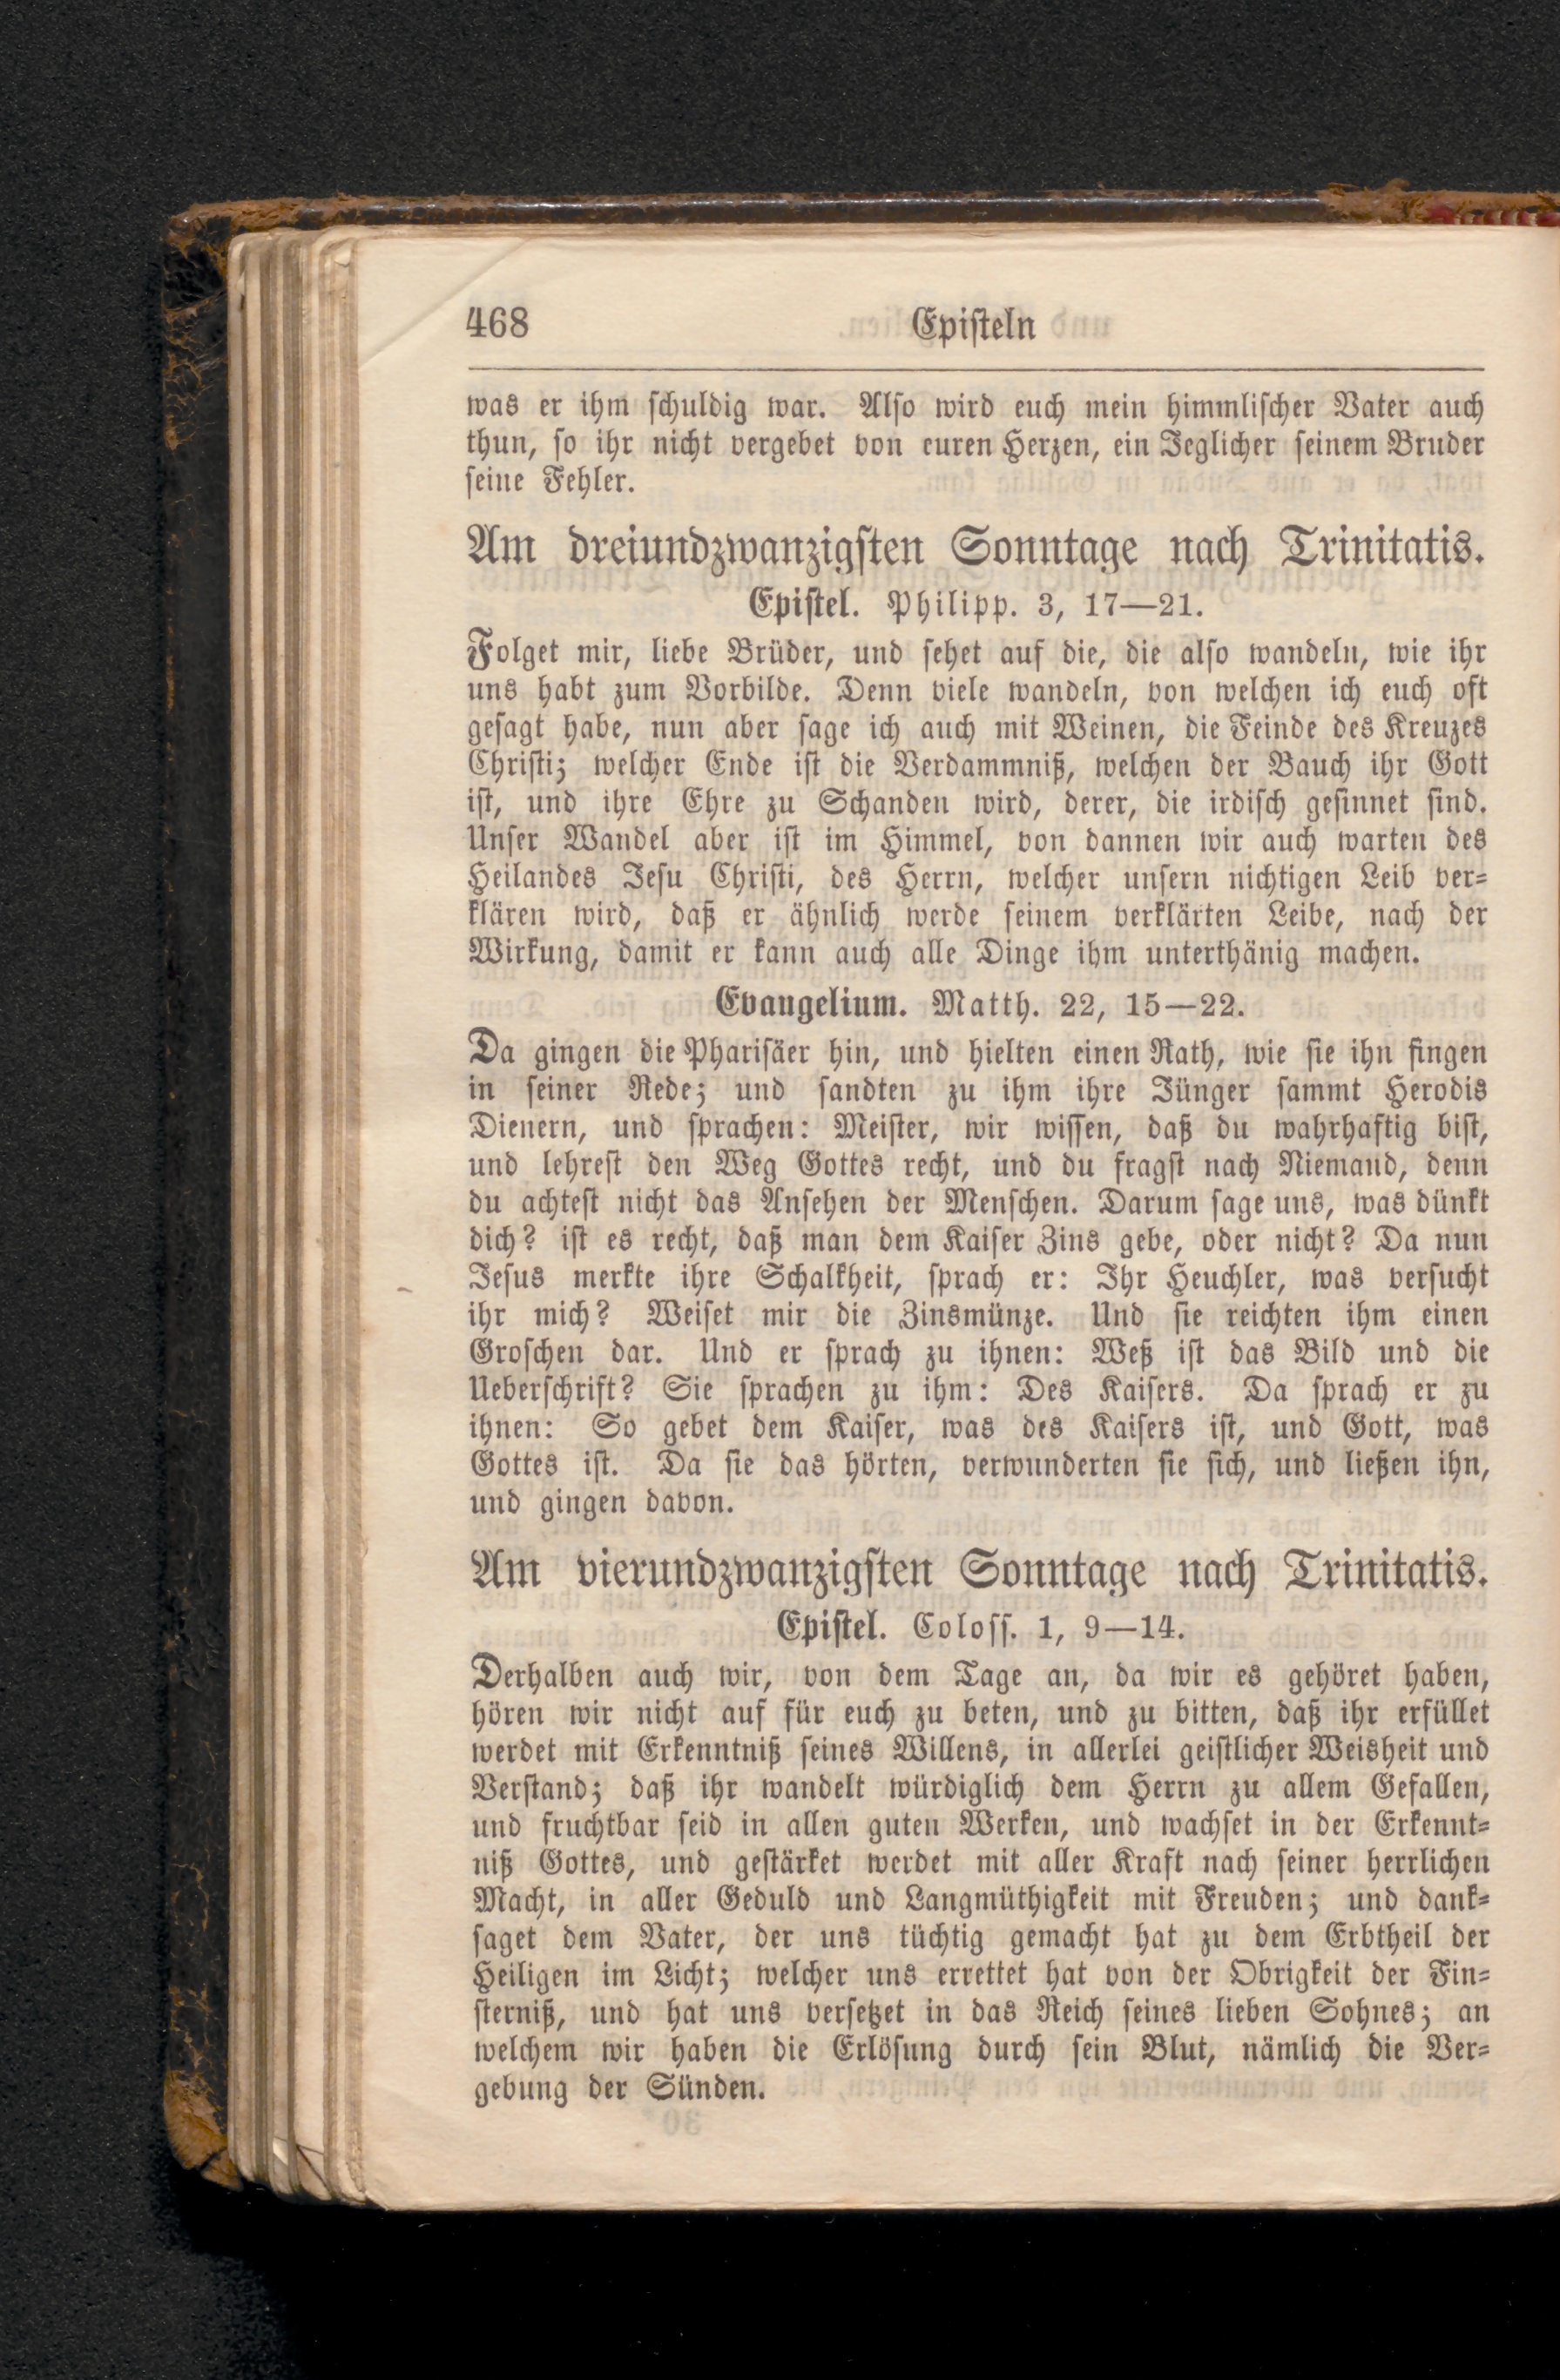 468 Episteln
was er ihm schuldig war. Also wird euch mein himmlischer Vater auch
thun, so ihr nicht vergebet von euren Herzen, ein Jeglicher seinem Bruder
seine Fehler.
Am dreiundzwanzigsten Sonntage nach Trinitatis.
Epistel. Philipp. 3, 17—21.
Folget mir, liebe Brüder, und sehet auf die, die also wandeln, wie ihr
uns habt zum Vorbilde. Denn viele wandeln, von welchen ich euch oft
gesagt habe, nun aber sage ich auch mit Weinen, die Feinde des Kreuzes
Christi; welcher Ende ist die Verdammniß, welchen der Bauch ihr Gott
ist, und ihre Ehre zu Schanden wird, derer, die irdisch gesinnet sind.
Unser Wandel aber ist im Himmel, von dannen wir auch warten des
Heilandes Jesu Christi, des Herrn, welcher unsern nichtigen Leib ver-
klären wird, daß er ähnlich werde seinem verklärten Leibe, nach der
Wirkung, damit er kann auch alle Dinge ihm unterthänig machen.
Evangelium. Matth. 22, 15—22.
Da gingen die Pharisäer hin, und hielten einen Rath, wie sie ihn fingen
in seiner Rede; und sandten zu ihm ihre Jünger sammt Herodis
Dienern, und sprachen: Meister, wir wissen, daß du wahrhaftig bist,
und lehrest den Weg Gottes recht, und du fragst nach Niemand, denn
du achtest nicht das Ansehen der Menschen. Darum sage uns, was dünkt
dich? ist es recht, daß man dem Kaiser Zins gebe, oder nicht? Da nun
Jesus merkte ihre Schalkheit, sprach er: Ihr Heuchler, was versucht
ihr mich? Weiset mir die Zinsmünze. Und sie reichten ihm einen
Groschen dar. Und er sprach zu ihnen: Weß ist das Bild und die
Ueberschrift? Sie sprachen zu ihm: Des Kaisers. Da sprach er zu
ihnen: So gebet dem Kaiser, was des Kaisers ist, und Gott, was
Gottes ist. Da sie das hörten, verwunderten sie sich, und ließen ihn,
und gingen davon.
Am vierundzwanzigsten Sonntage nach Trinitatis.
Epistel. Coloss. 1, 9—14.
Derhalben auch wir, von dem Tage an, da wir es gehöret haben,
hören wir nicht auf für euch zu beten, und zu bitten, daß ihr erfüllet
werdet mit Erkenntniß seines Willens, in allerlei geistlicher Weisheit und
Verstand; daß ihr wandelt würdiglich dem Herrn zu allem Gefallen,
und fruchtbar seid in allen guten Werken, und wachset in der Erkennt-
niß Gottes, und gestärket werdet mit aller Kraft nach seiner herrlichen
Macht, in aller Geduld und Langmüthigkeit mit Freuden; und dank-
saget dem Vater, der uns tüchtig gemacht hat zu dem Erbtheil der
Heiligen im Licht; welcher uns errettet hat von der Obrigkeit der Fin-
sterniß, und hat uns versetzet in das Reich seines lieben Sohnes; an
welchem wir haben die Erlösung durch sein Blut, nämlich die Ver-
gebung der Sünden.